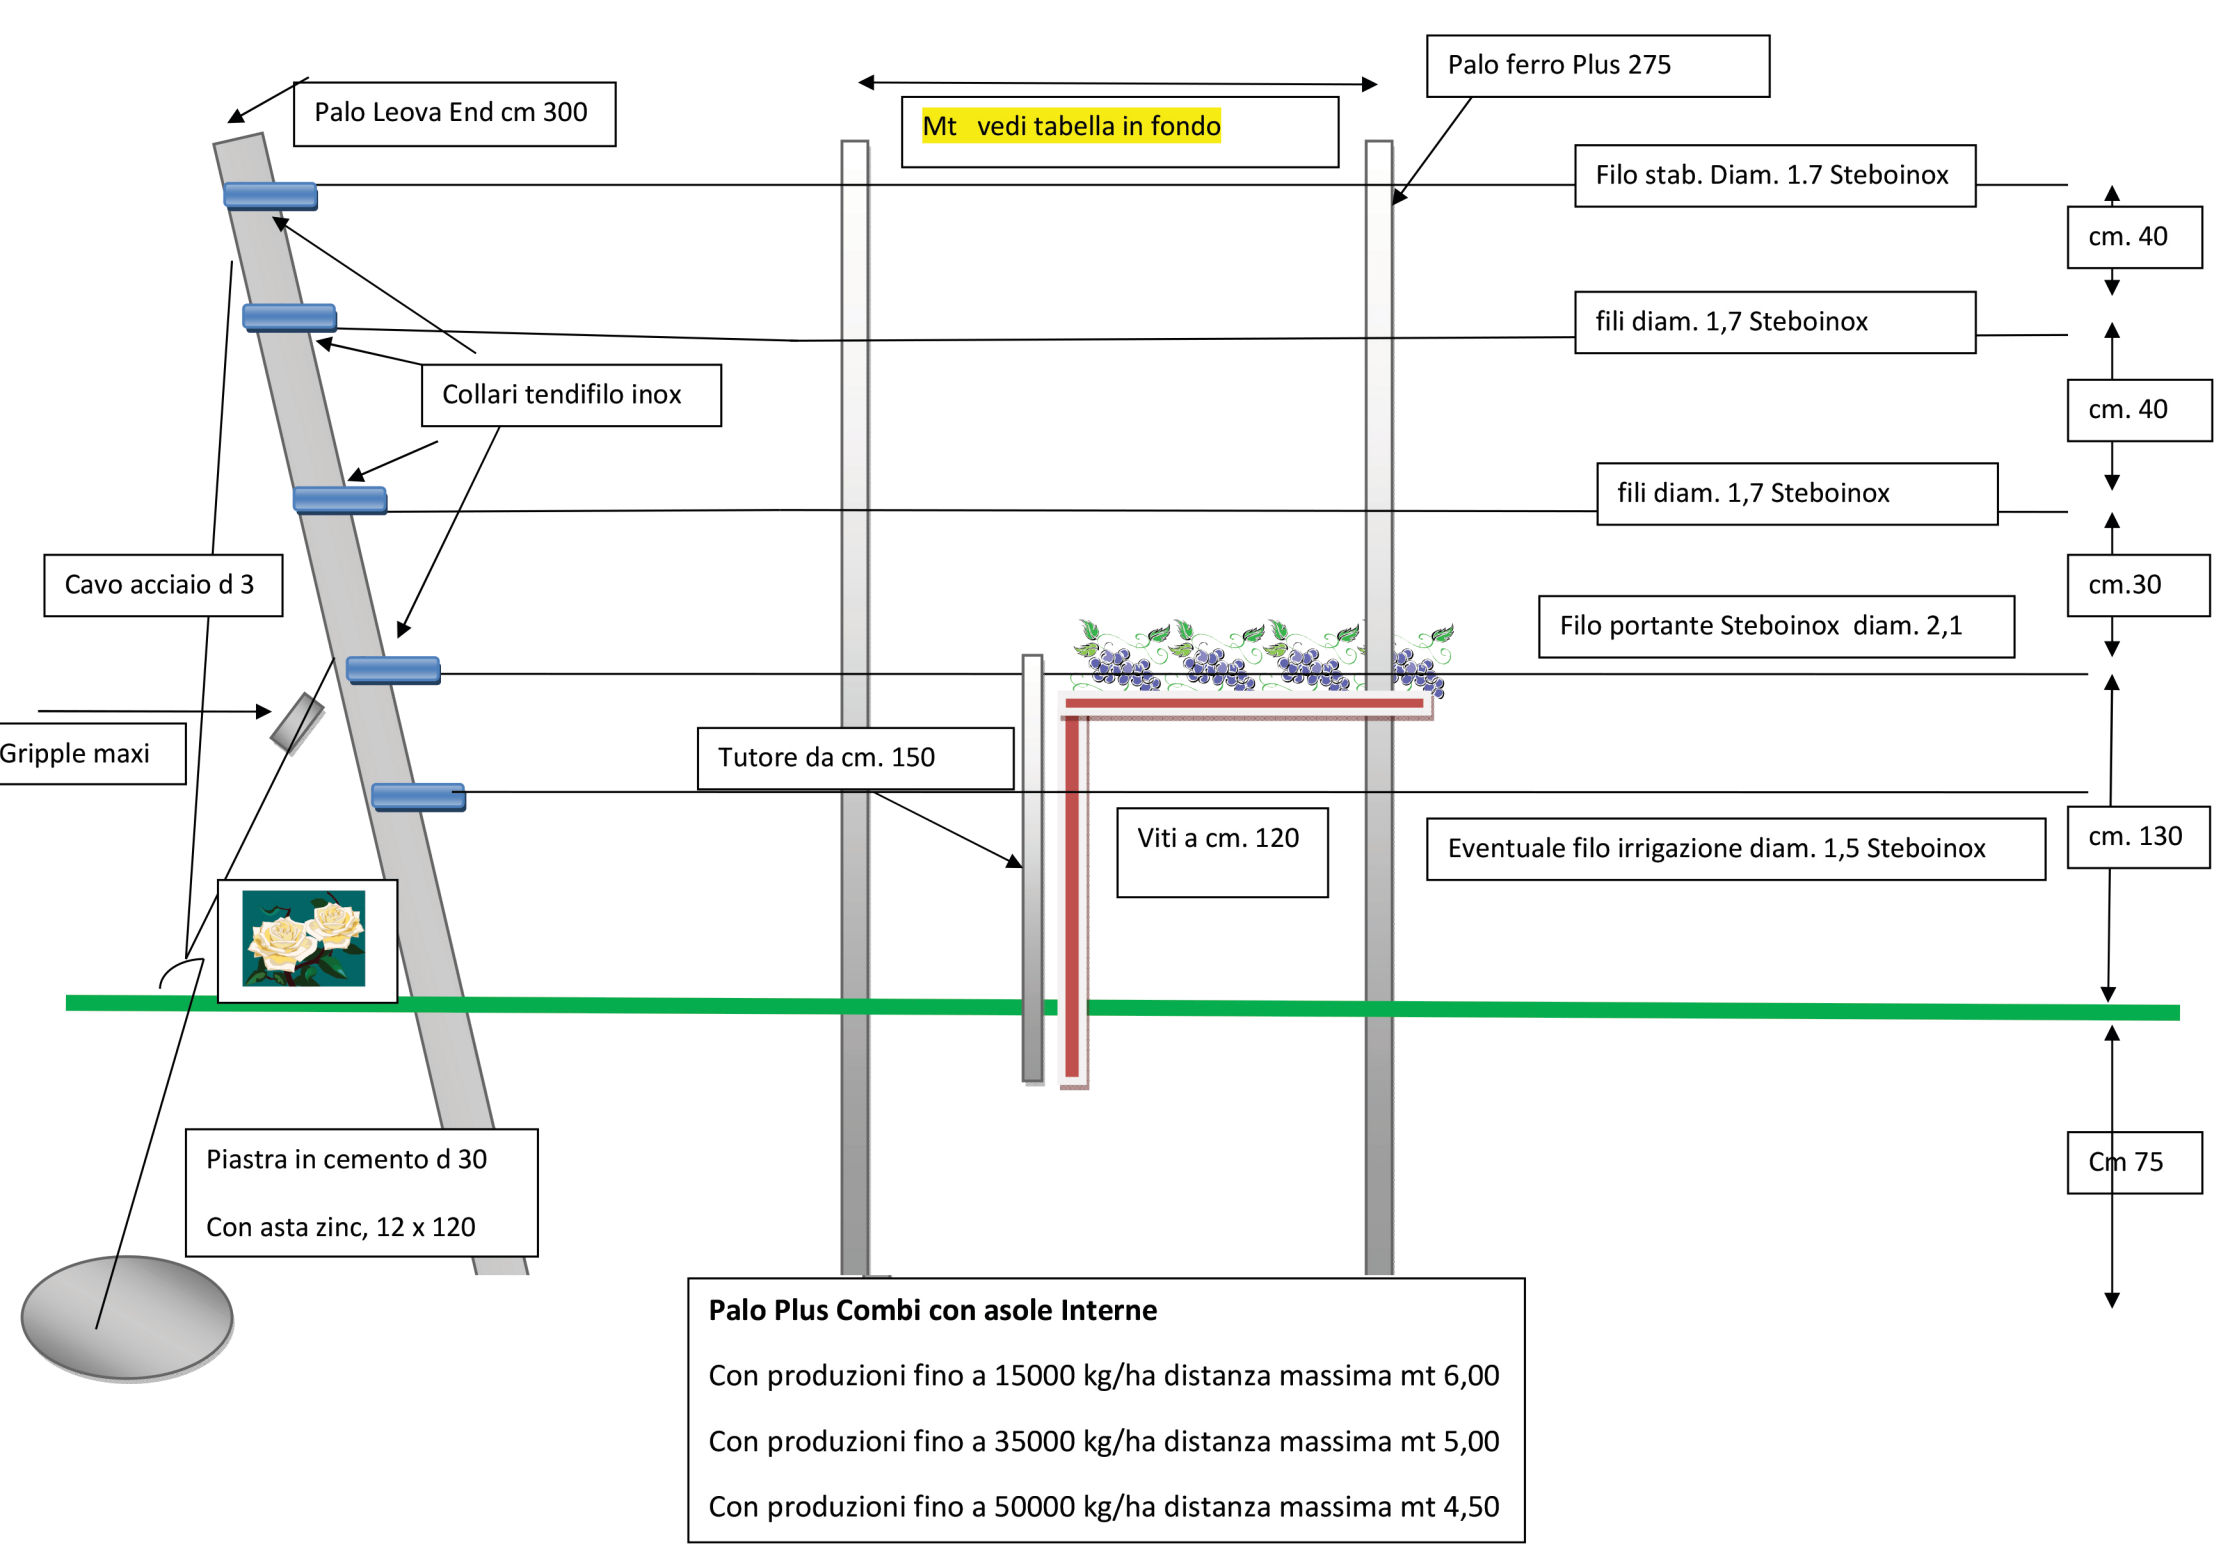 Palo ferro Plus 275
Palo Leova End cm 300
Mt   vedi tabella in fondo
Filo stab. Diam. 1.7 Steboinox
cm. 40
fili diam. 1,7 Steboinox
Collari tendifilo inox
cm. 40
fili diam. 1,7 Steboinox
Cavo acciaio d 3
cm.30
Filo portante Steboinox  diam. 2,1
Gripple maxi
Tutore da cm. 150
Viti a cm. 120
Eventuale filo irrigazione diam. 1,5 Steboinox
cm. 130
Piastra in cemento d 30
Con asta zinc, 12 x 120
Cm 75
Palo Plus Combi con asole Interne
Con produzioni fino a 15000 kg/ha distanza massima mt 6,00
Con produzioni fino a 35000 kg/ha distanza massima mt 5,00
Con produzioni fino a 50000 kg/ha distanza massima mt 4,50